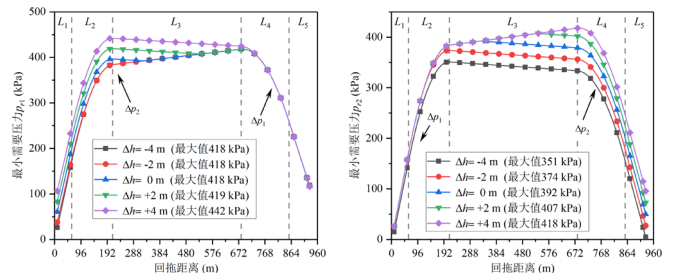 L1 L2 L3 L4 L5
500
400
300
200
100
0
最小需要压力pr1 (kPa)
Δp2
Δp1
Δh= -4 m (最大值418 kPa)
Δh= -2 m (最大值418 kPa)
Δh= 0 m (最大值418 kPa)
Δh= +2 m (最大值419 kPa)
Δh= +4 m (最大值442 kPa)
0 96 192 288 384 480 576 672 768 864 960
回拖距离 (m)
L1 L2 L3 L4 L5
400
300
200
100
0
最小需要压力pr2 (kPa)
Δp1
Δp2
Δh= -4 m (最大值351 kPa)
Δh= -2 m (最大值374 kPa)
Δh= 0 m (最大值392 kPa)
Δh= +2 m (最大值407 kPa)
Δh= +4 m (最大值418 kPa)
0 96 192 288 384 480 576 672 768 864 960
回拖距离 (m)